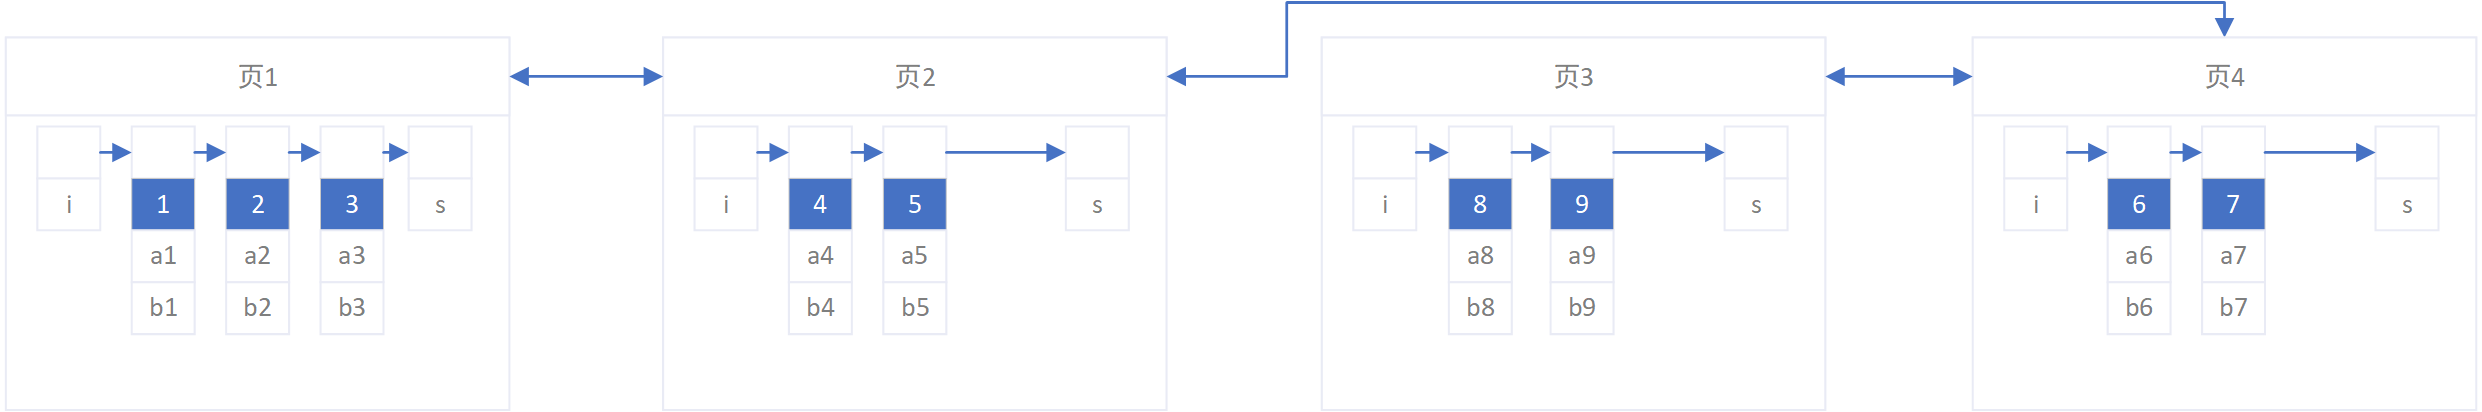 页1 页2 页3 页4
i 1 2 3 s i 4 5 s i 8 9 s i 6 7 s
a1 a2 a3 a4 a5 a8 a9 a6 a7
b1 b2 b3 b4 b5 b8 b9 b6 b7